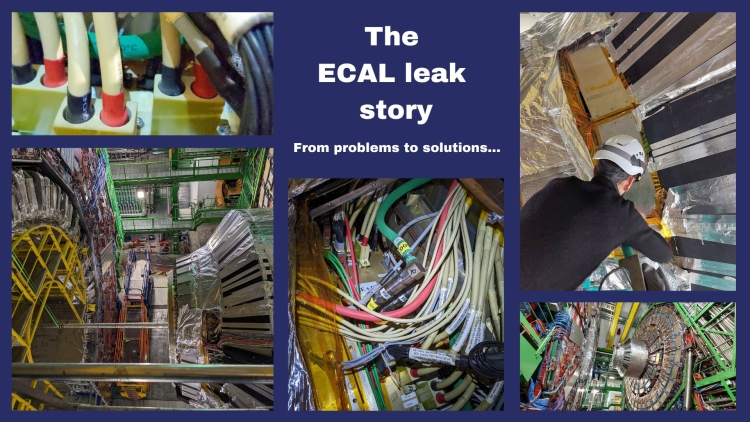 The
ECAL leak
story
From problems to solutions...